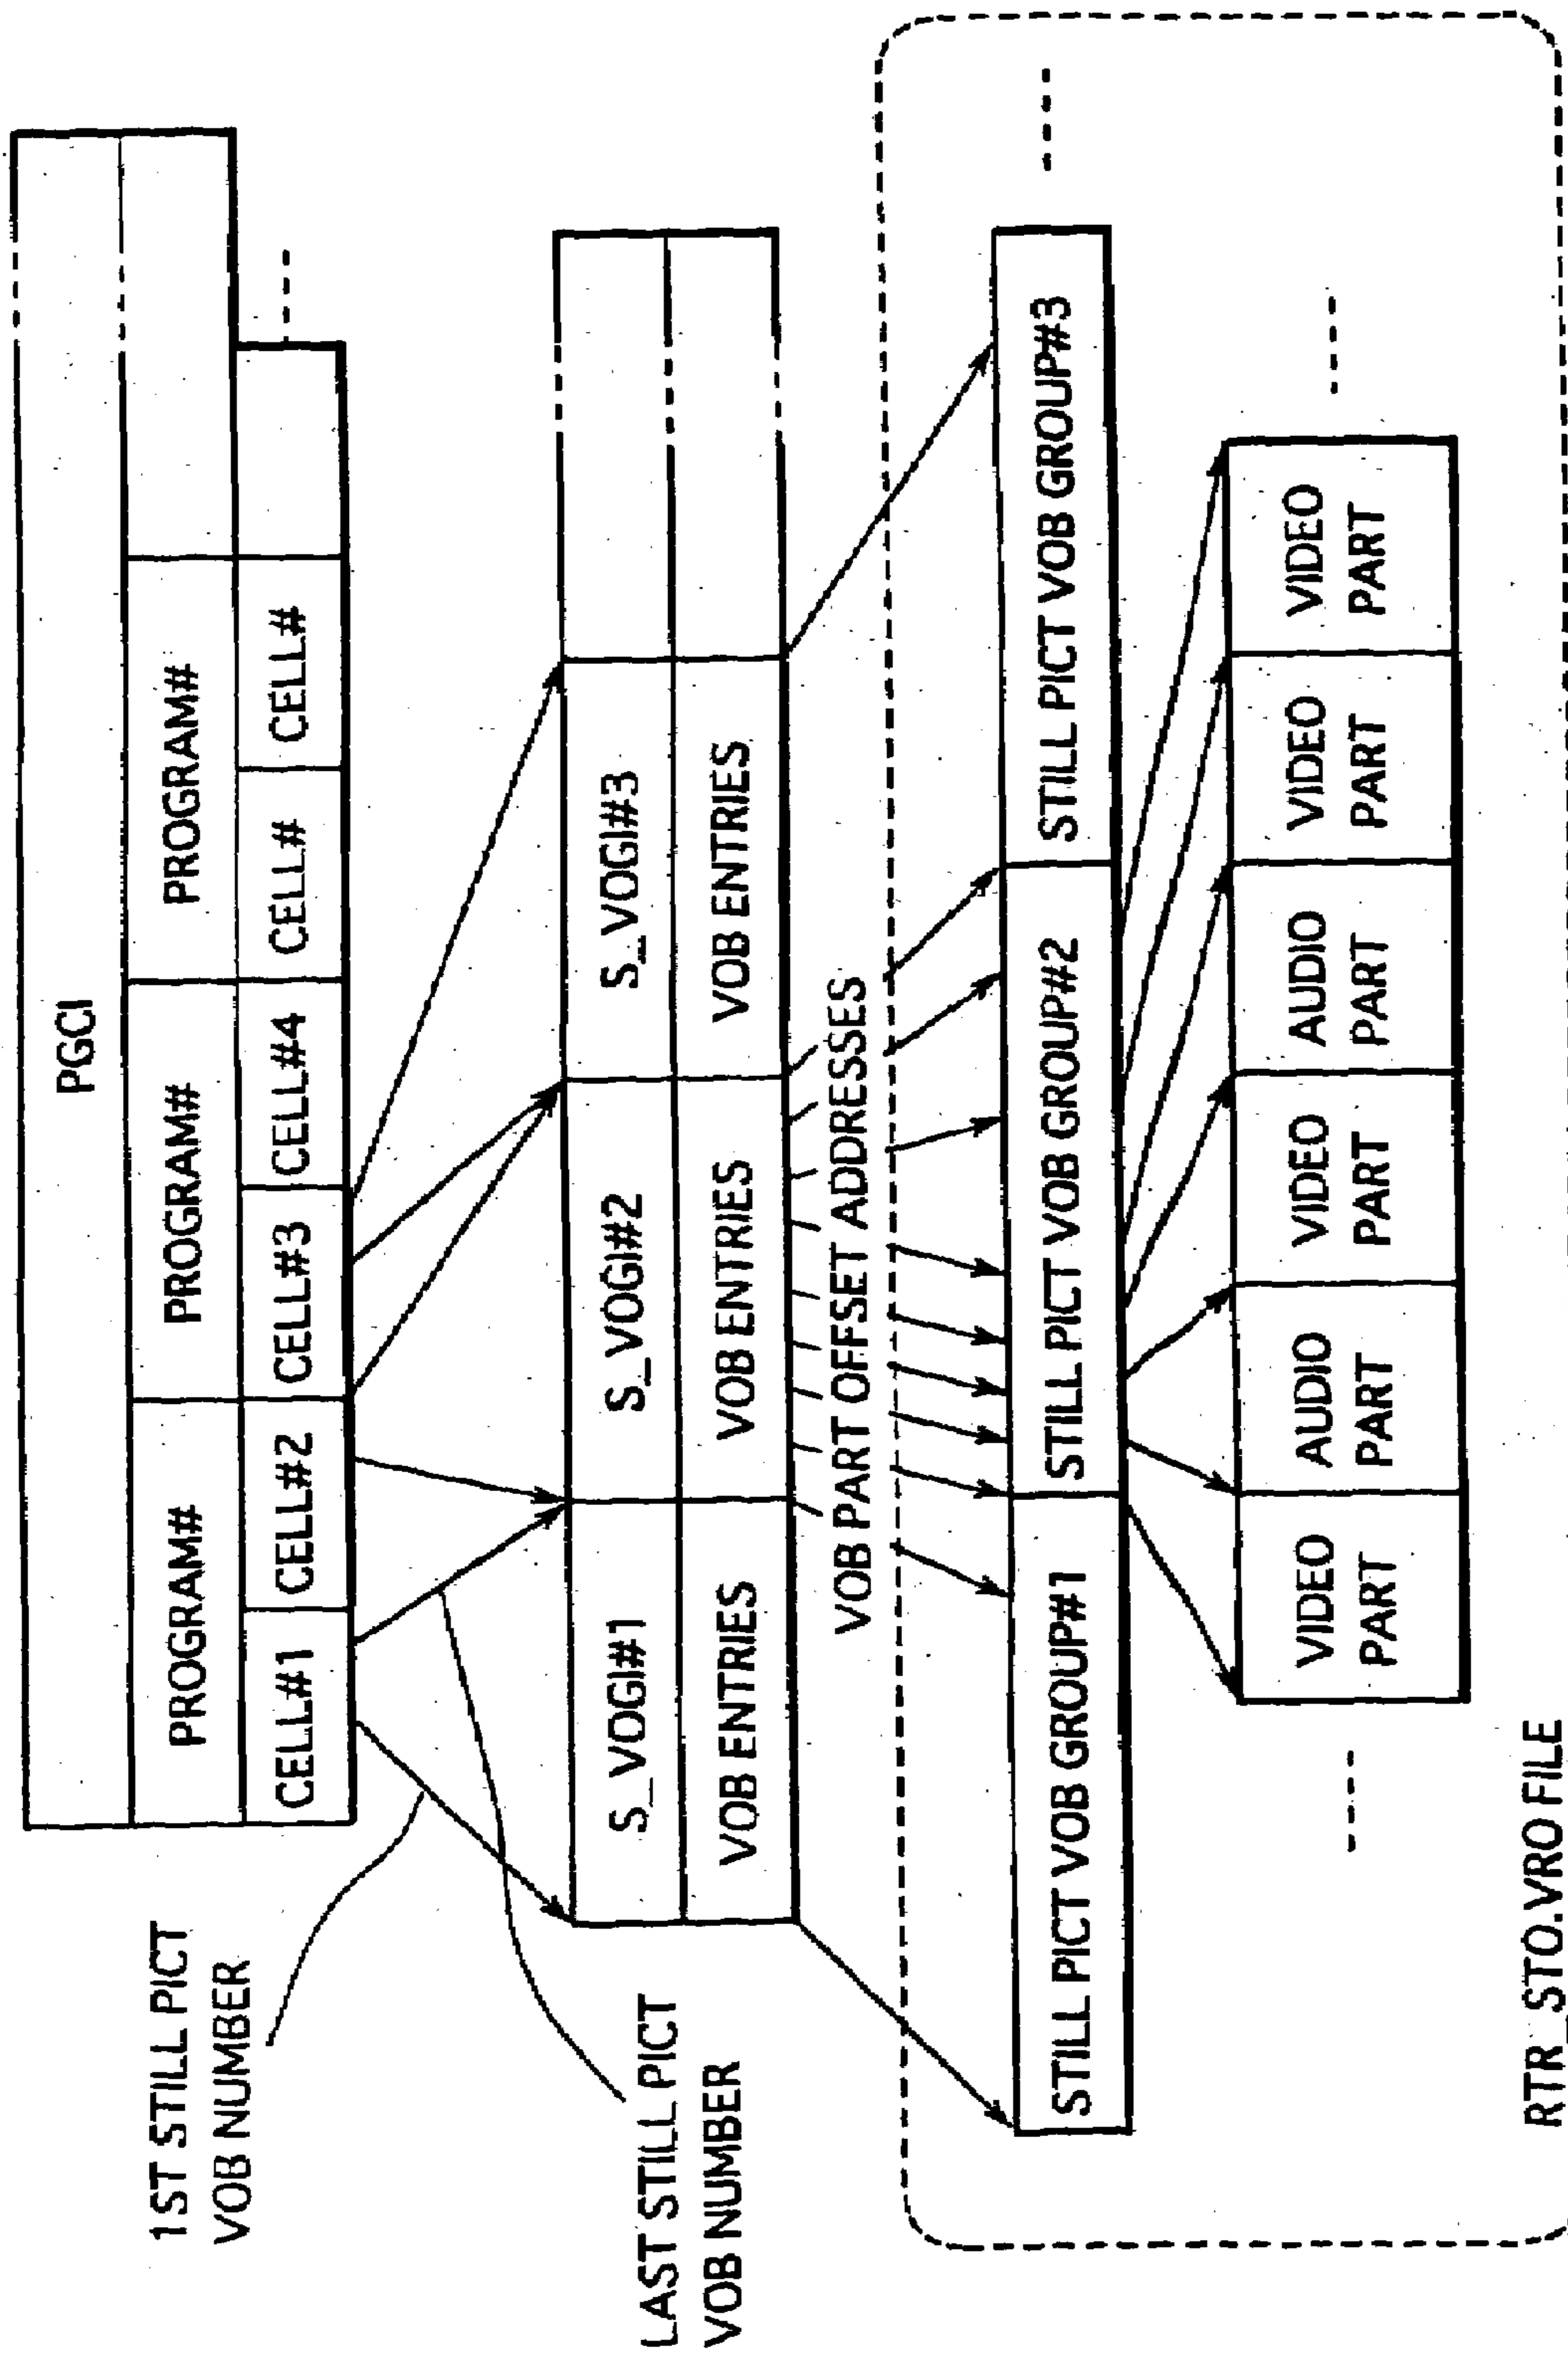 PGCI
PROGRAM# PROGRAM# PROGRAM#
CELL#1 CELL#2 CELL#3 CELL#4 CELL# CELL#
1ST STILL PICT
VOB NUMBER
LAST STILL PICT
VOB NUMBER
S_VOGI#1 S_VOGI#2 S_VOGI#3
VOB ENTRIES VOB ENTRIES VOB ENTRIES
VOB PART OFFSET ADDRESSES
STILL PICT VOB GROUP#1 STILL PICT VOB GROUP#2 STILL PICT VOB GROUP#3
VIDEO
PART
AUDIO
PART
VIDEO
PART
AUDIO
PART
VIDEO
PART
VIDEO
PART
RTR_STO.VRO FILE